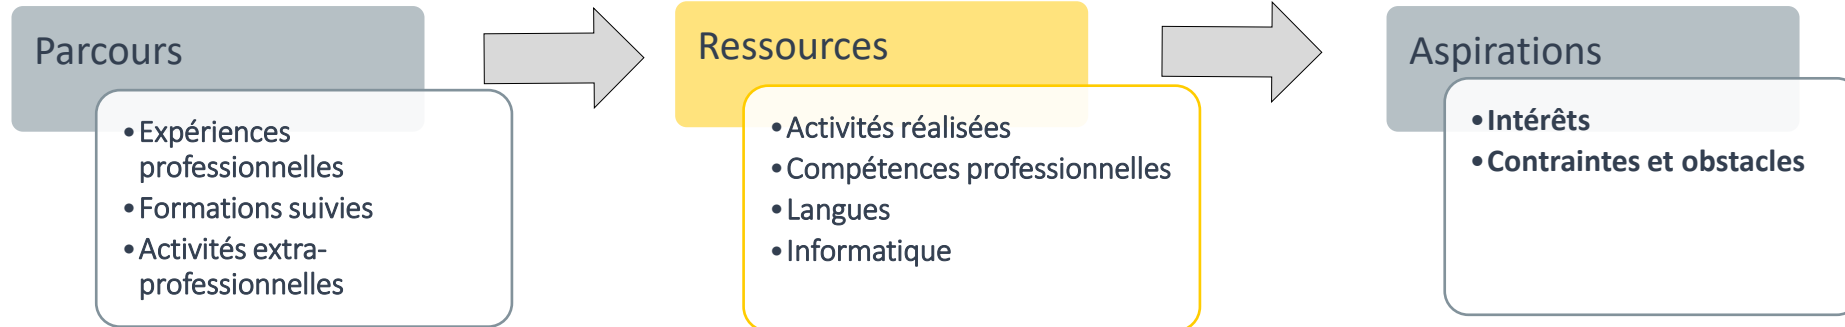 Parcours
•Expériences
professionnelles
•Formations suivies
•Activités extra-
professionnelles
Ressources
•Activités réalisées
•Compétences professionnelles
•Langues
•Informatique
Aspirations
•Intérêts
•Contraintes et obstacles